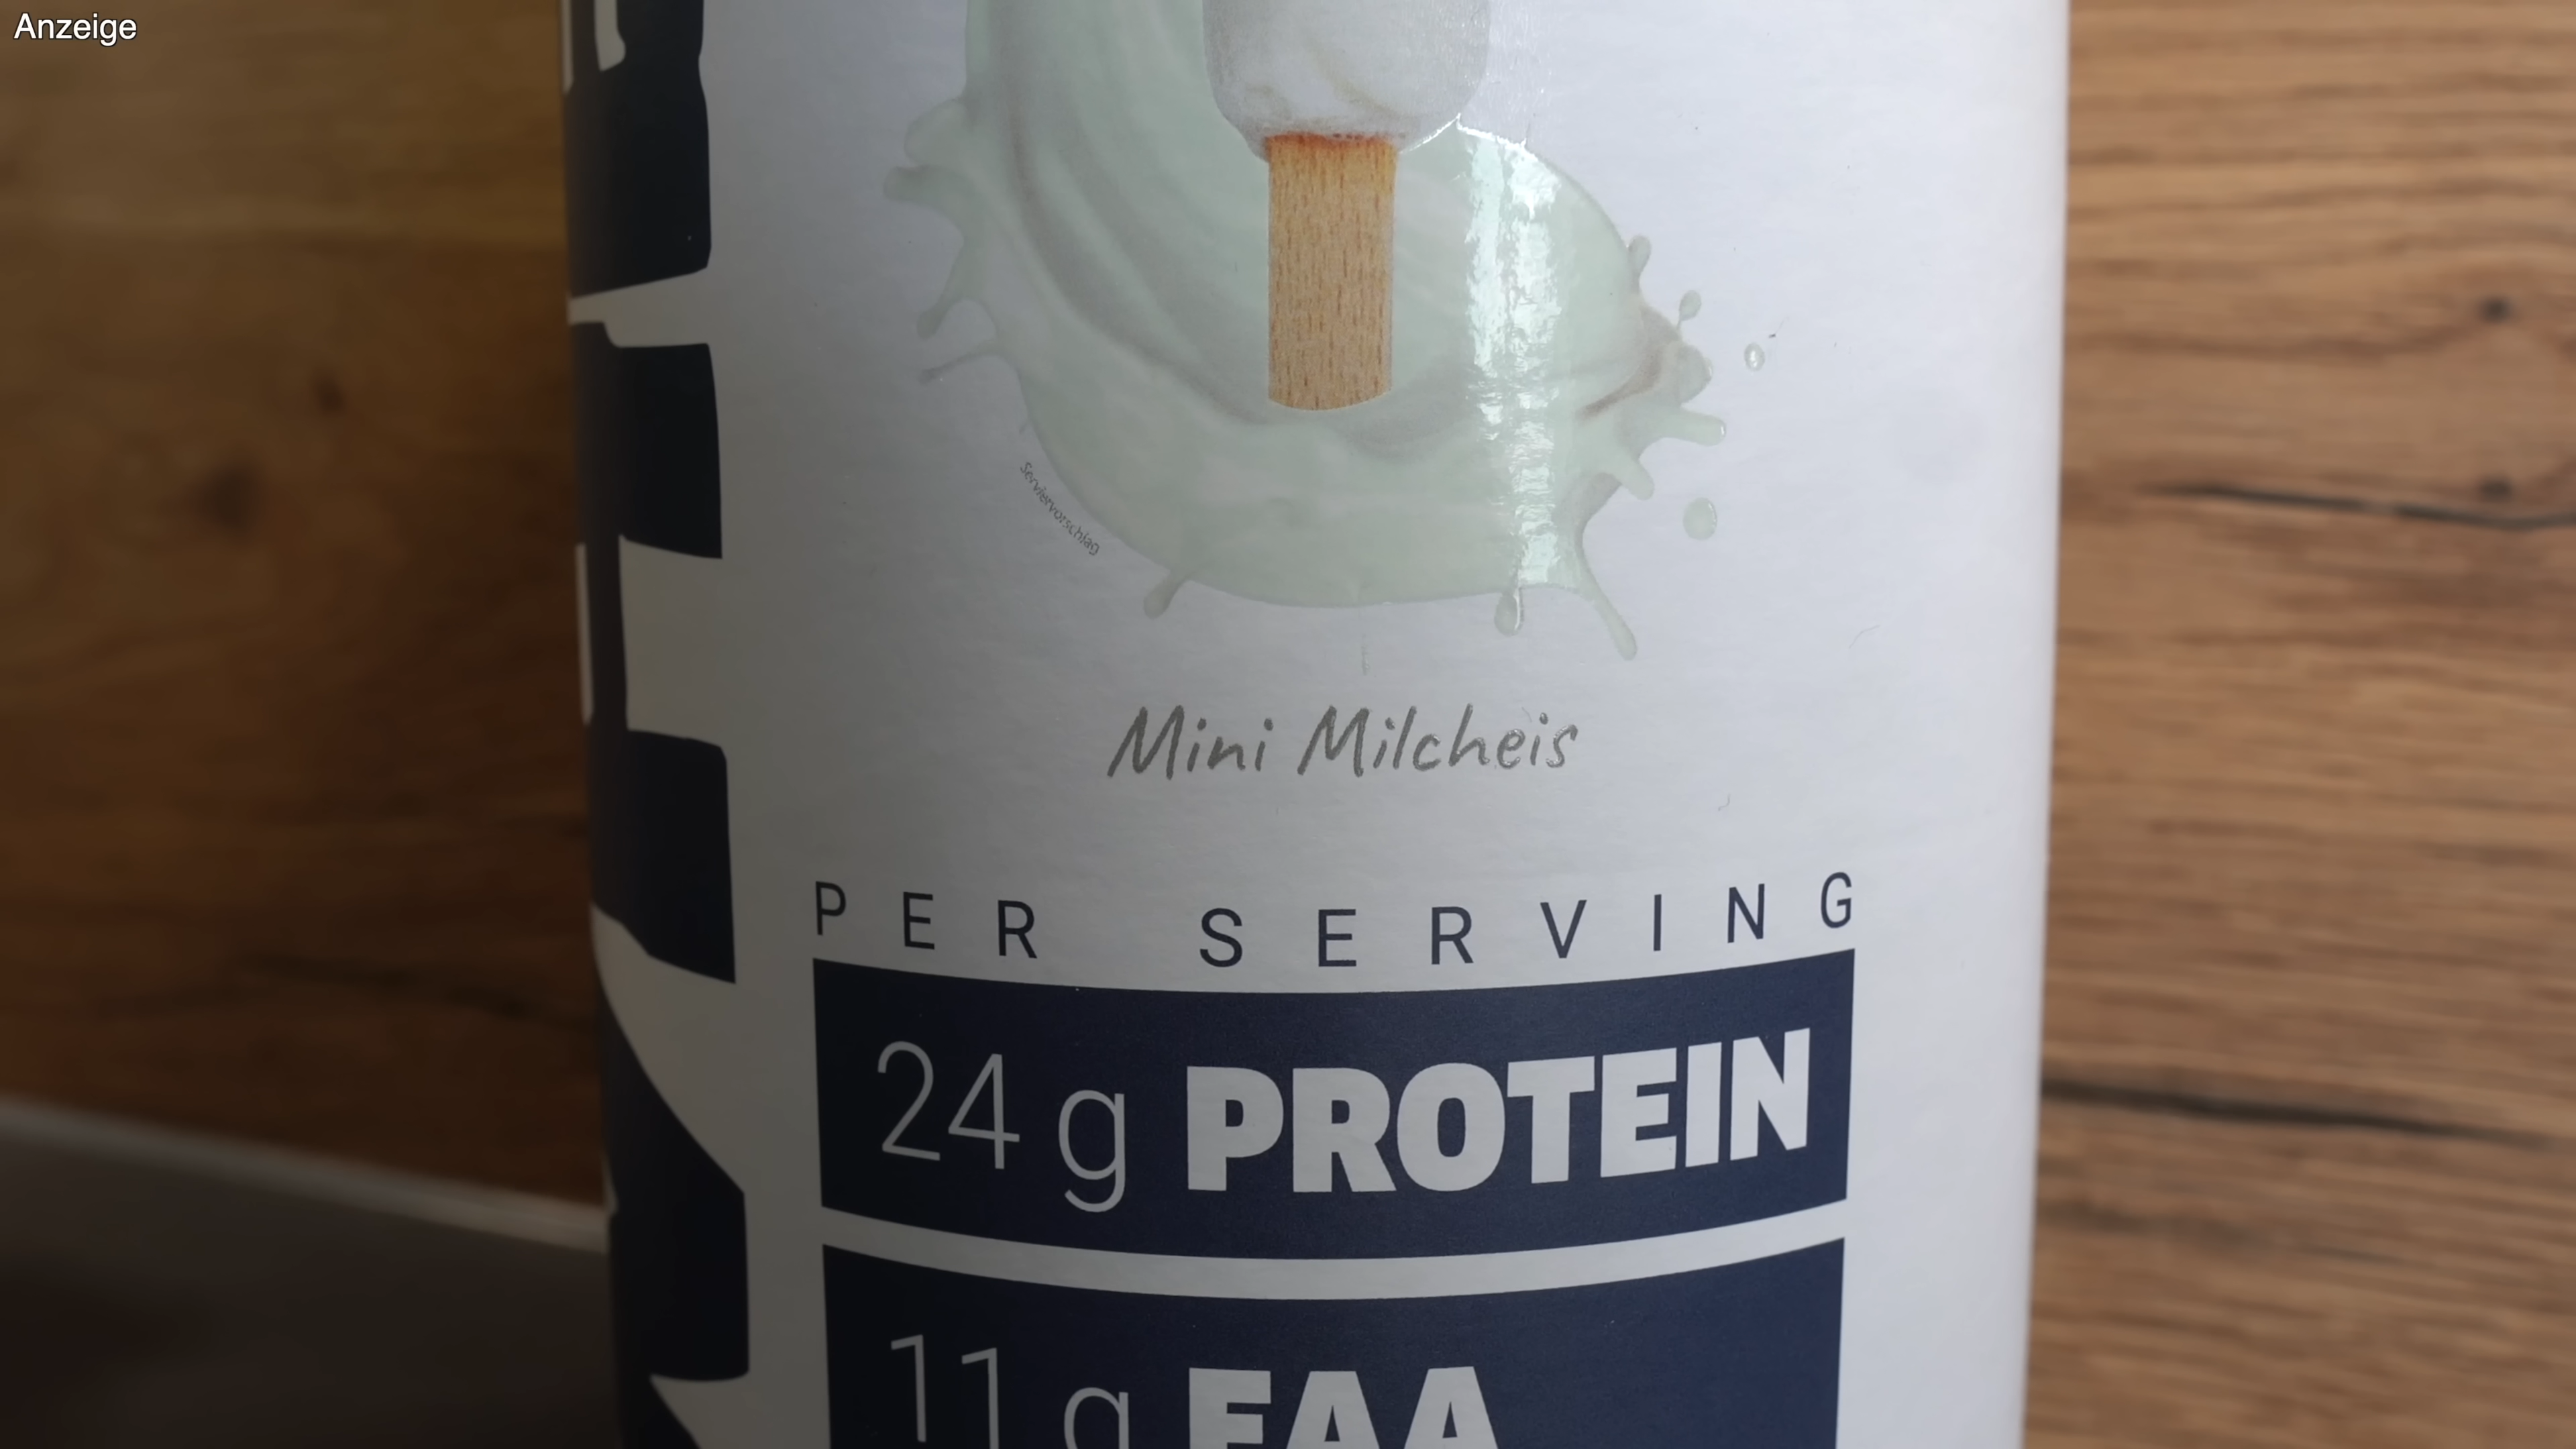 Anzeige
Serviervorschlag
Mini Milcheis
PER SERVING
24 g PROTEIN
11 g EAA